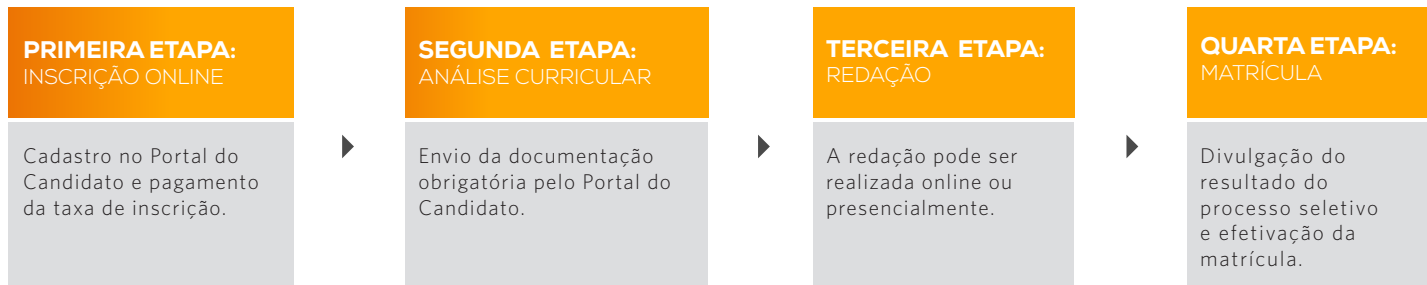 PRIMEIRA ETAPA:
INSCRIÇÃO ONLINE
Cadastro no Portal do
Candidato e pagamento
da taxa de inscrição.
SEGUNDA ETAPA:
ANÁLISE CURRICULAR
Envio da documentação
obrigatória pelo Portal do
Candidato.
TERCEIRA ETAPA:
REDAÇÃO
A redação pode ser
realizada online ou
presencialmente.
QUARTA ETAPA:
MATRÍCULA
Divulgação do
resultado do
processo seletivo
e efetivação da
matrícula.